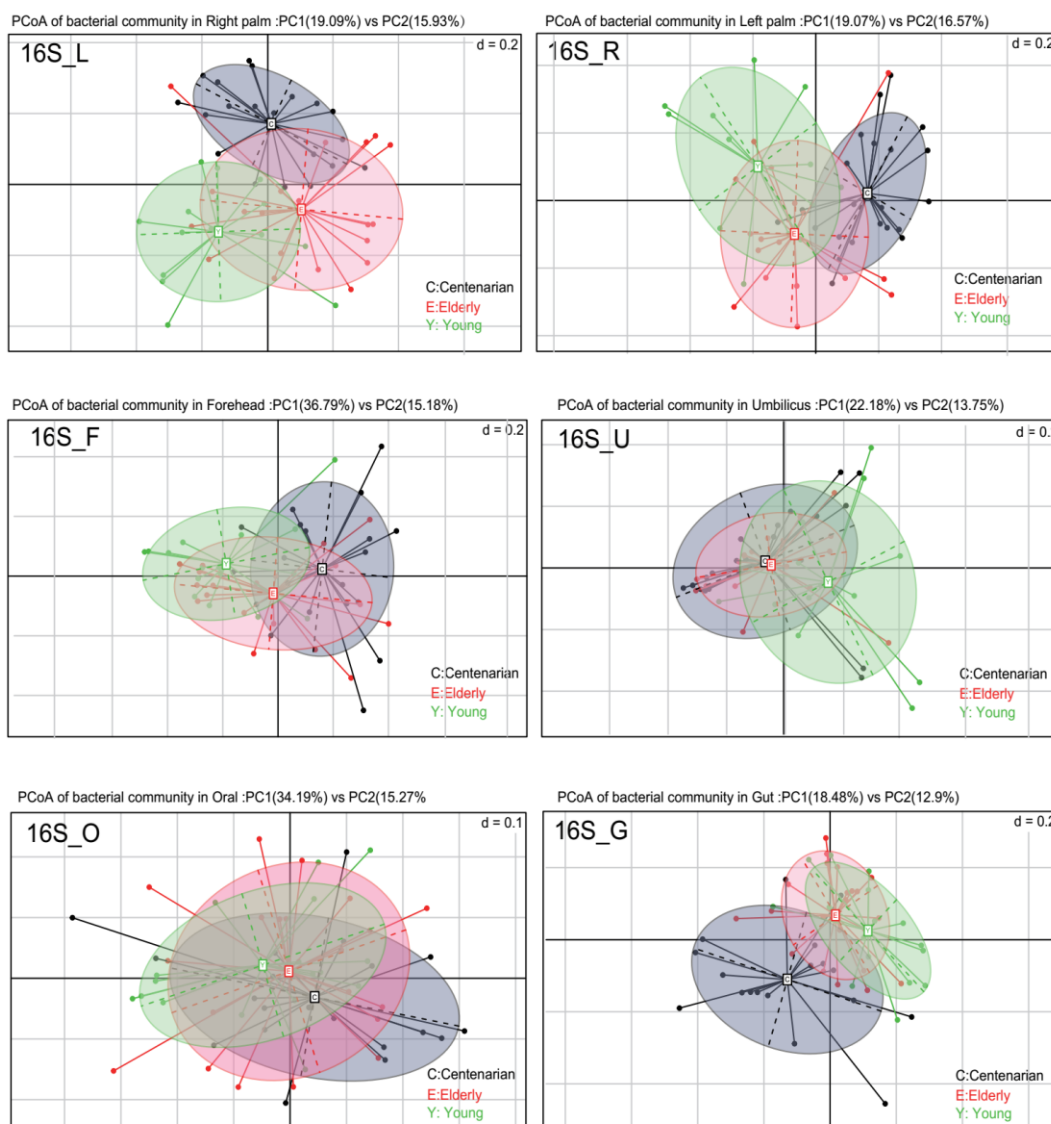 PCoA of bacterial community in Right palm :PC1(19.09%) vs PC2(15.93%)
16S_L
d = 0.2
C
E
Y
C:Centenarian
E:Elderly
Y: Young
PCoA of bacterial community in Left palm :PC1(19.07%) vs PC2(16.57%)
16S_R
d = 0.2
Y
C
E
C:Centenarian
E:Elderly
Y: Young
PCoA of bacterial community in Forehead :PC1(36.79%) vs PC2(15.18%)
16S_F
d = 0.2
Y
C
E
C:Centenarian
E:Elderly
Y: Young
PCoA of bacterial community in Umbilicus :PC1(22.18%) vs PC2(13.75%)
16S_U
d = 0.
C
E
Y
C:Centenarian
E:Elderly
Y: Young
PCoA of bacterial community in Oral :PC1(34.19%) vs PC2(15.27%
16S_O
d = 0.1
Y
E
C
C:Centenarian
E:Elderly
Y: Young
PCoA of bacterial community in Gut :PC1(18.48%) vs PC2(12.9%)
16S_G
d = 0.2
E
Y
C
C:Centenarian
E:Elderly
Y: Young